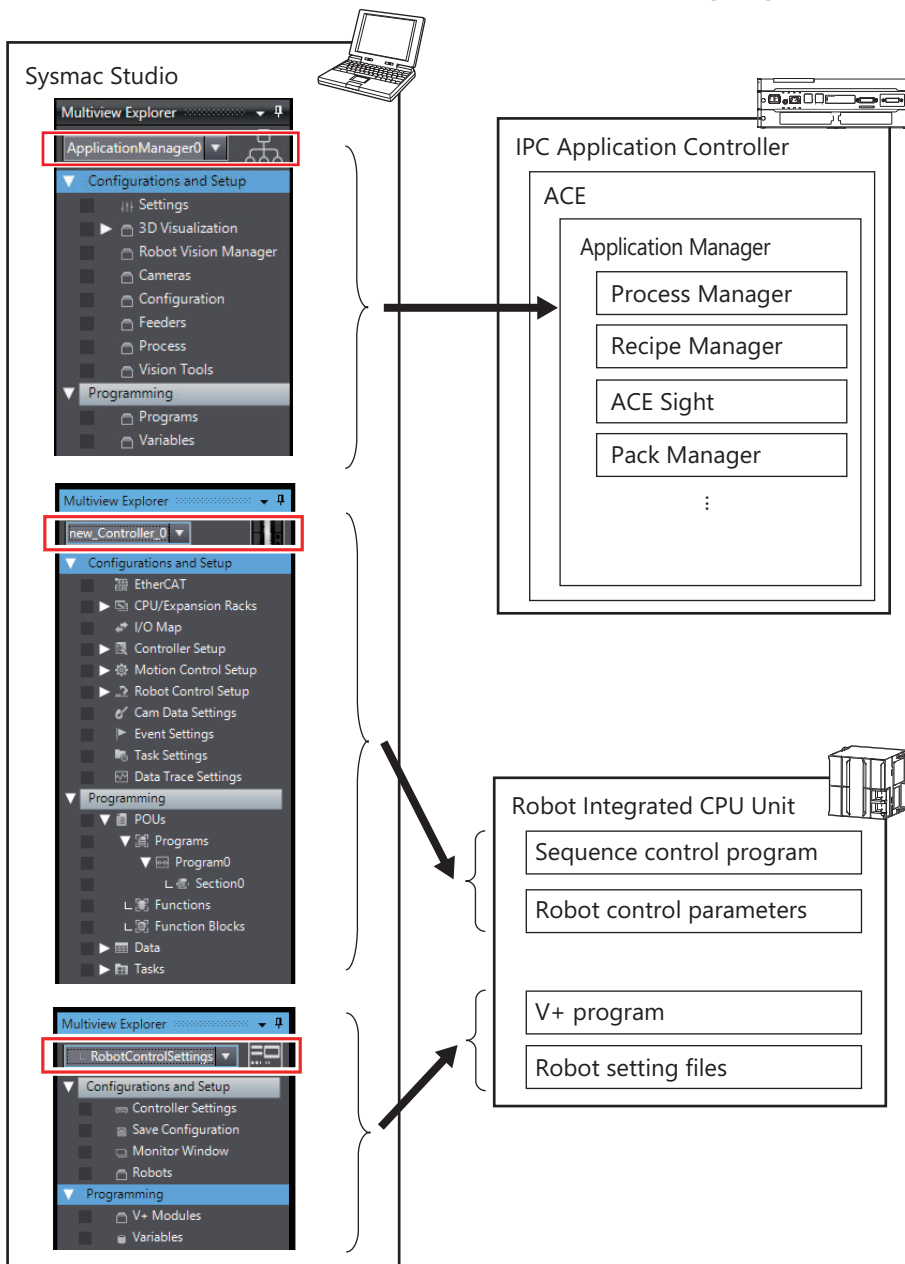 Sysmac Studio
Multiview Explorer
ApplicationManager0
Configurations and Setup
Settings
3D Visualization
Robot Vision Manager
Cameras
Configuration
Feeders
Process
Vision Tools
Programming
Programs
Variables
Multiview Explorer
new_Controller_0
Configurations and Setup
EtherCAT
CPU/Expansion Racks
I/O Map
Controller Setup
Motion Control Setup
Robot Control Setup
Cam Data Settings
Event Settings
Task Settings
Data Trace Settings
Programming
POUs
Programs
Program0
Section0
Functions
Function Blocks
Data
Tasks
Multiview Explorer
RobotControlSettings
Configurations and Setup
Controller Settings
Save Configuration
Monitor Window
Robots
Programming
V+ Modules
Variables
IPC Application Controller
ACE
Application Manager
Process Manager
Recipe Manager
ACE Sight
Pack Manager
⋮
Robot Integrated CPU Unit
Sequence control program
Robot control parameters
V+ program
Robot setting files